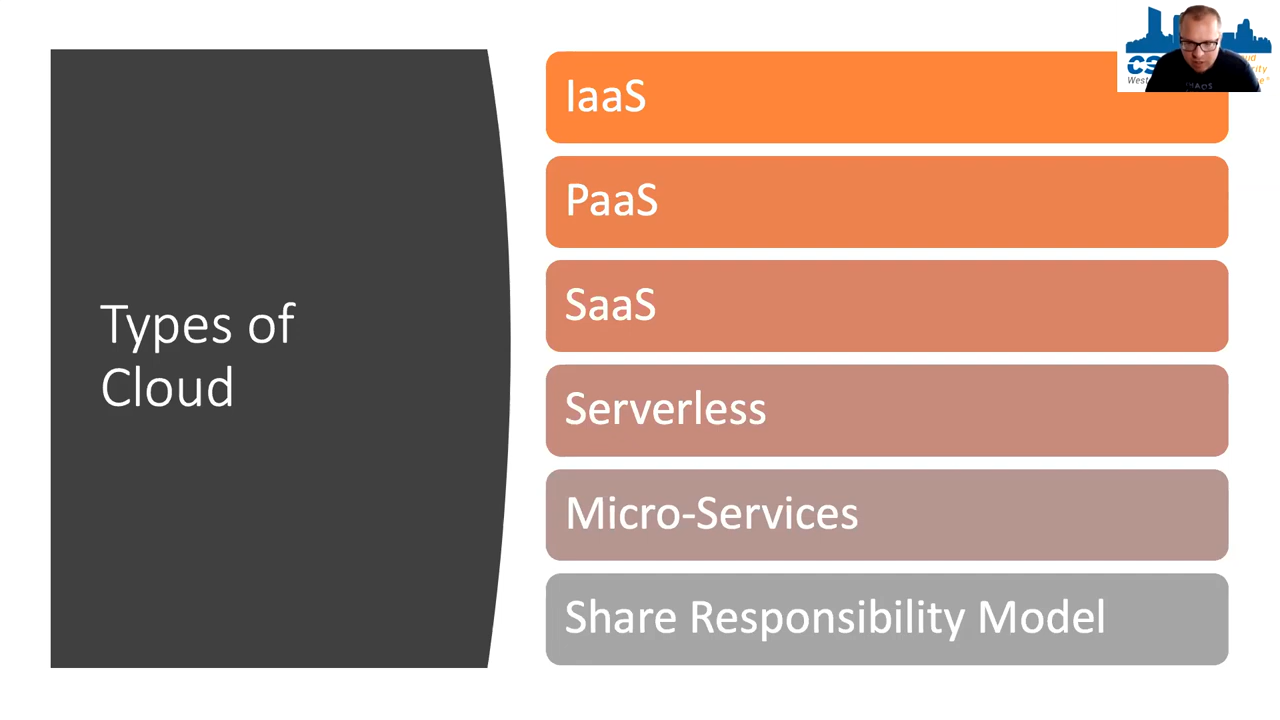 Types of
Cloud
IaaS
PaaS
SaaS
Serverless
Micro-Services
Share Responsibility Model